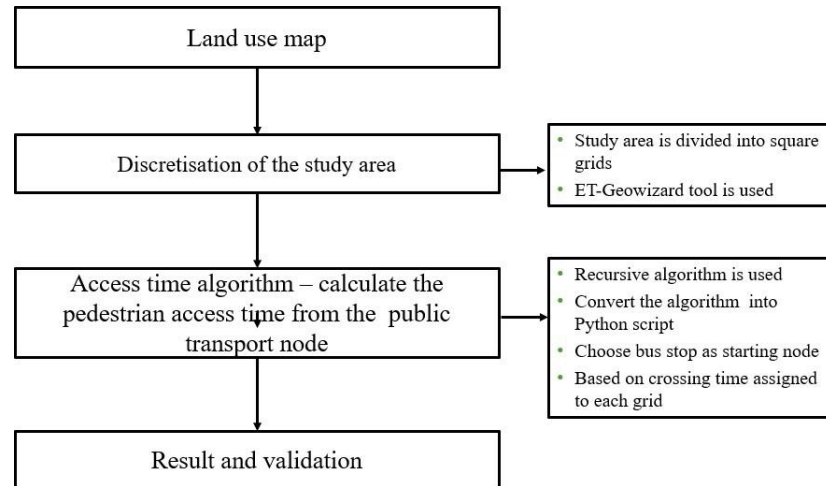 Land use map
Discretisation of the study area
• Study area is divided into square
grids
• ET-Geowizard tool is used
Access time algorithm – calculate the
pedestrian access time from the public
transport node
• Recursive algorithm is used
• Convert the algorithm into
Python script
• Choose bus stop as starting node
• Based on crossing time assigned
to each grid
Result and validation